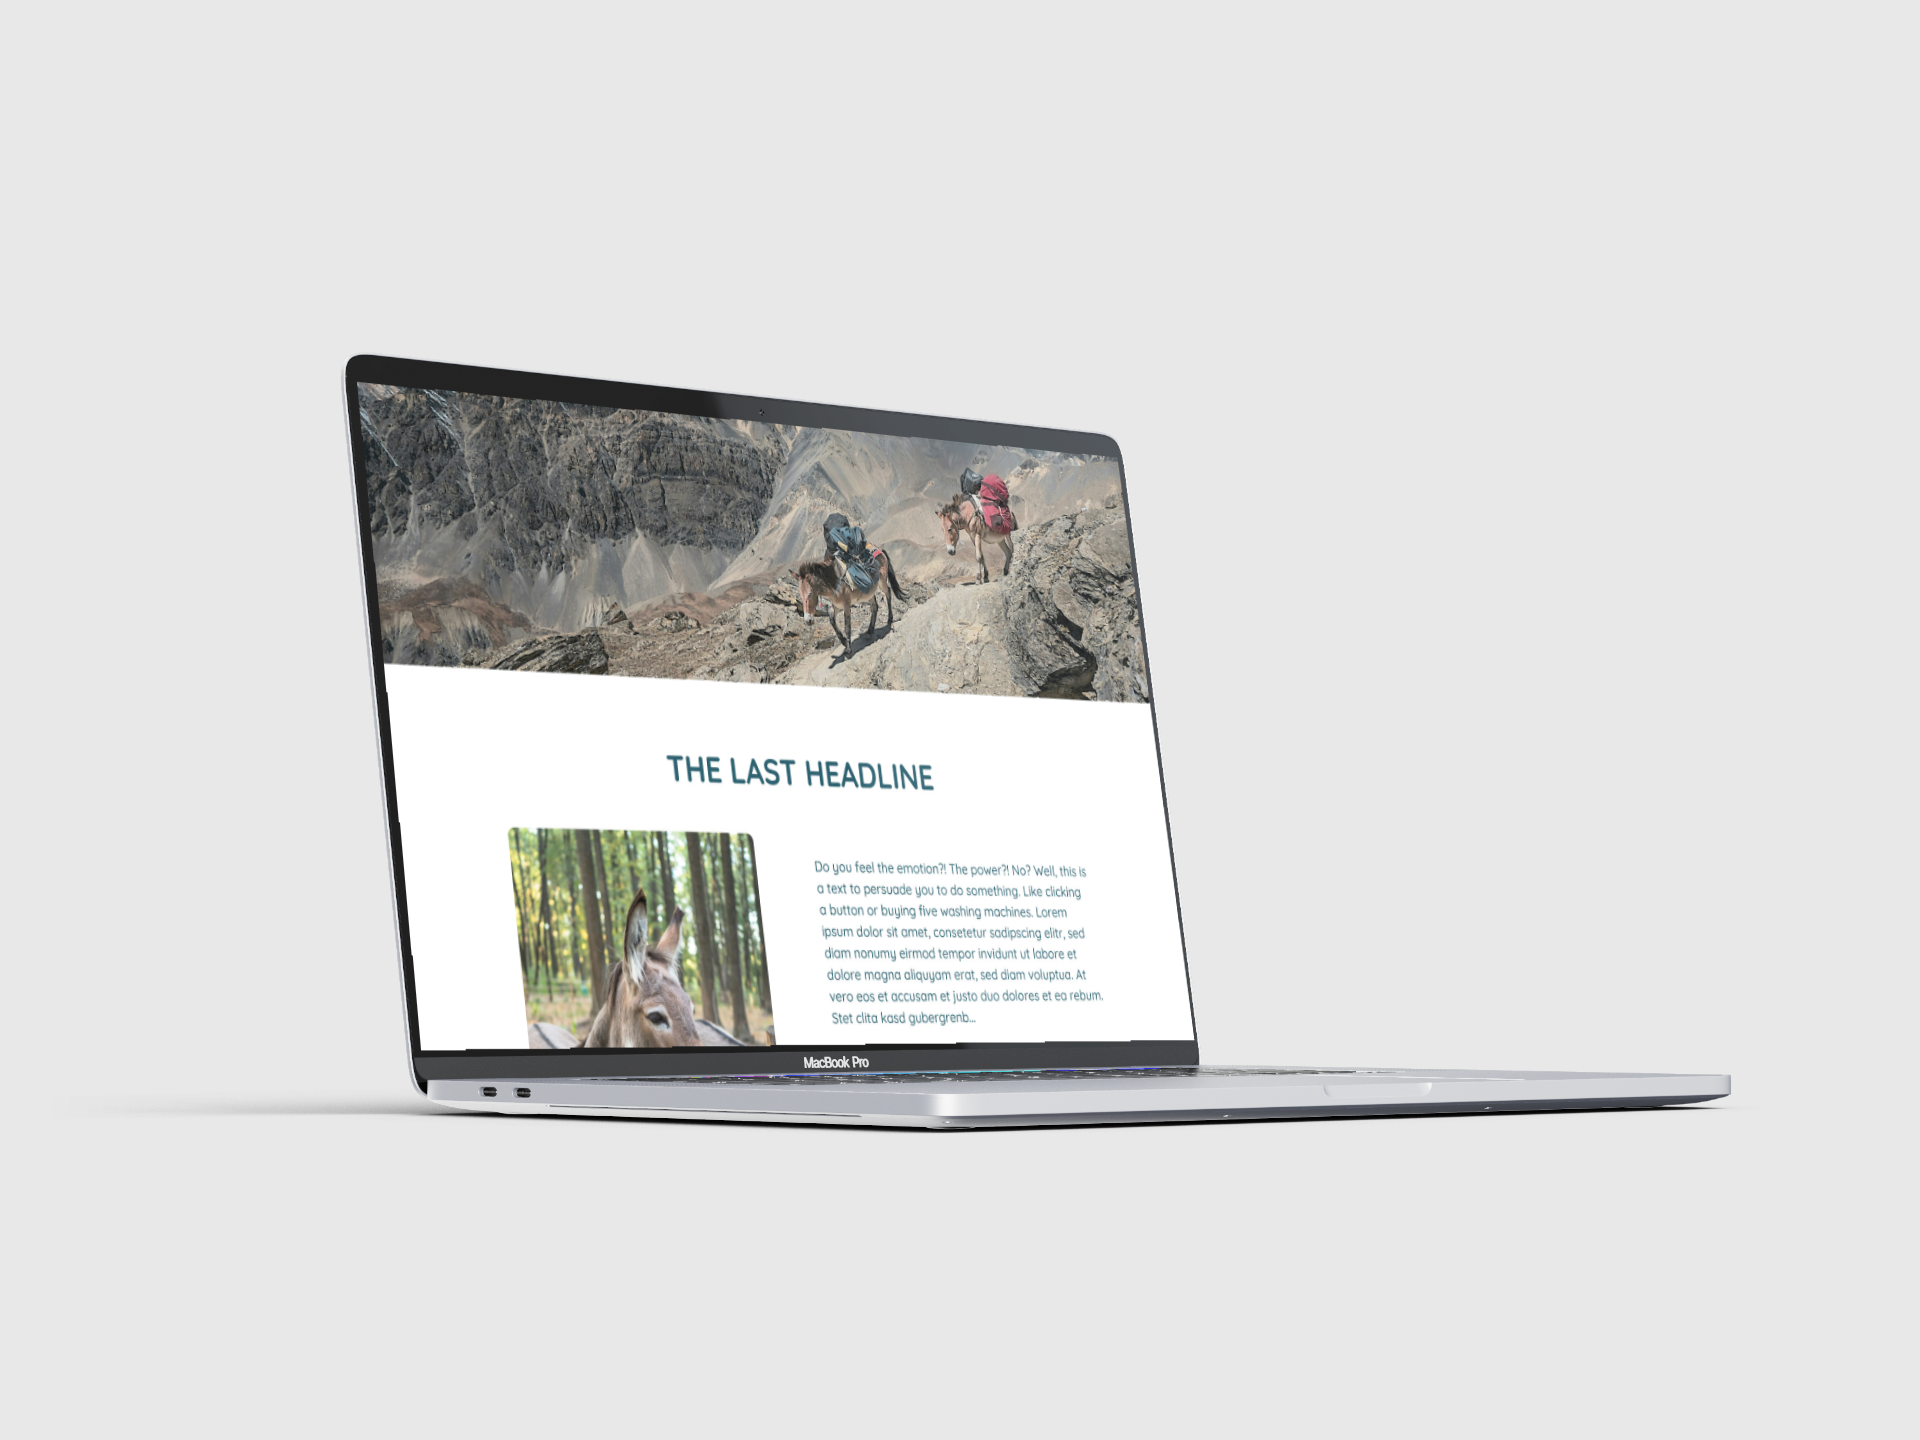 THE LAST HEADLINE
Do you feel the emotion?! The power?! No? Well, this is
a text to persuade you to do something. Like clicking
a button or buying five washing machines. Lorem
ipsum dolor sit amet, consetetur sadipscing elitr, sed
diam nonumy eirmod tempor invidunt ut labore et
dolore magna aliquyam erat, sed diam voluptua. At
vero eos et accusam et justo duo dolores et ea rebum.
Stet clita kasd gubergrenb...
MacBook Pro